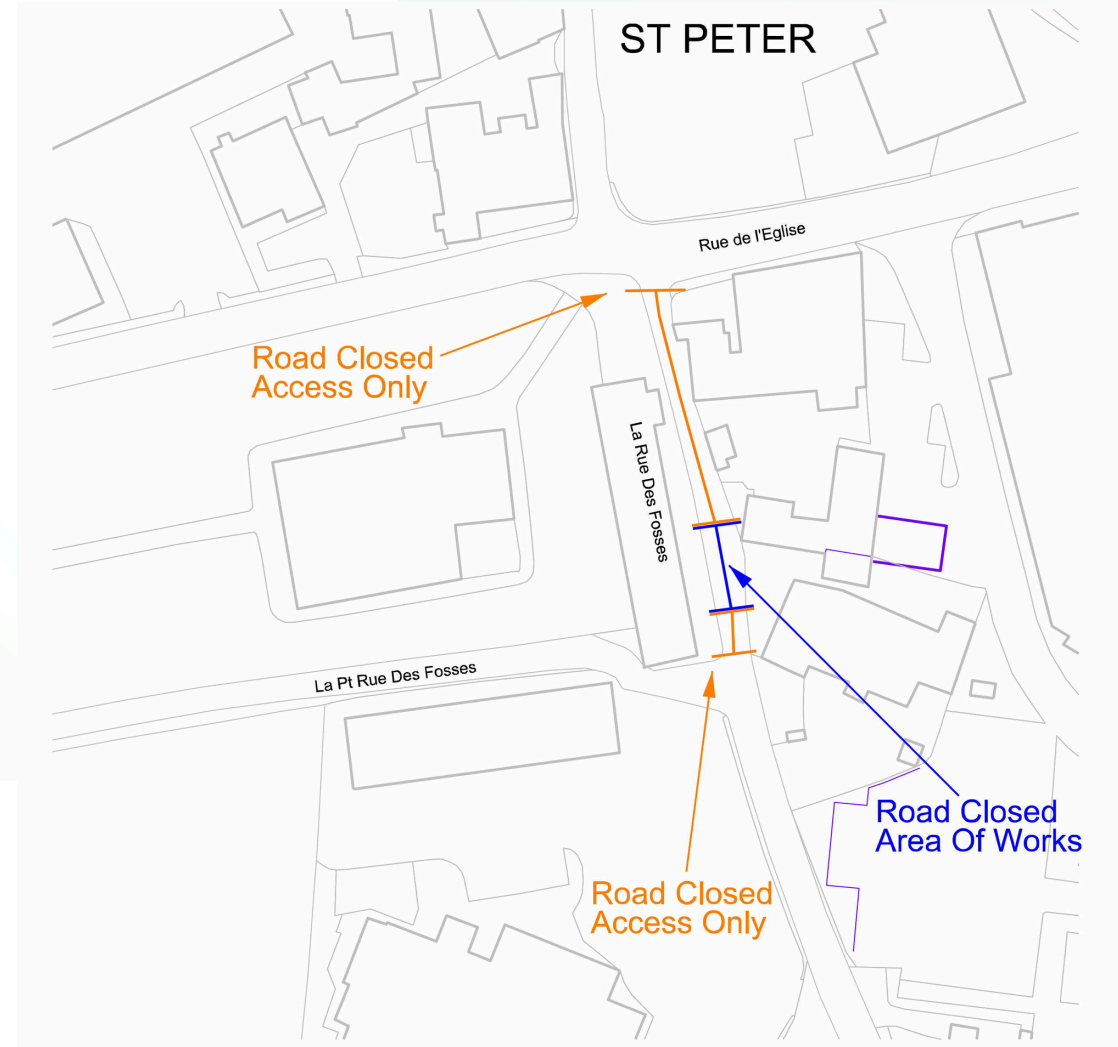 ST PETER
Rue de l'Eglise
Road Closed
Access Only
La Rue Des Fosses
La Pt Rue Des Fosses
Road Closed
Area Of Works
Road Closed
Access Only